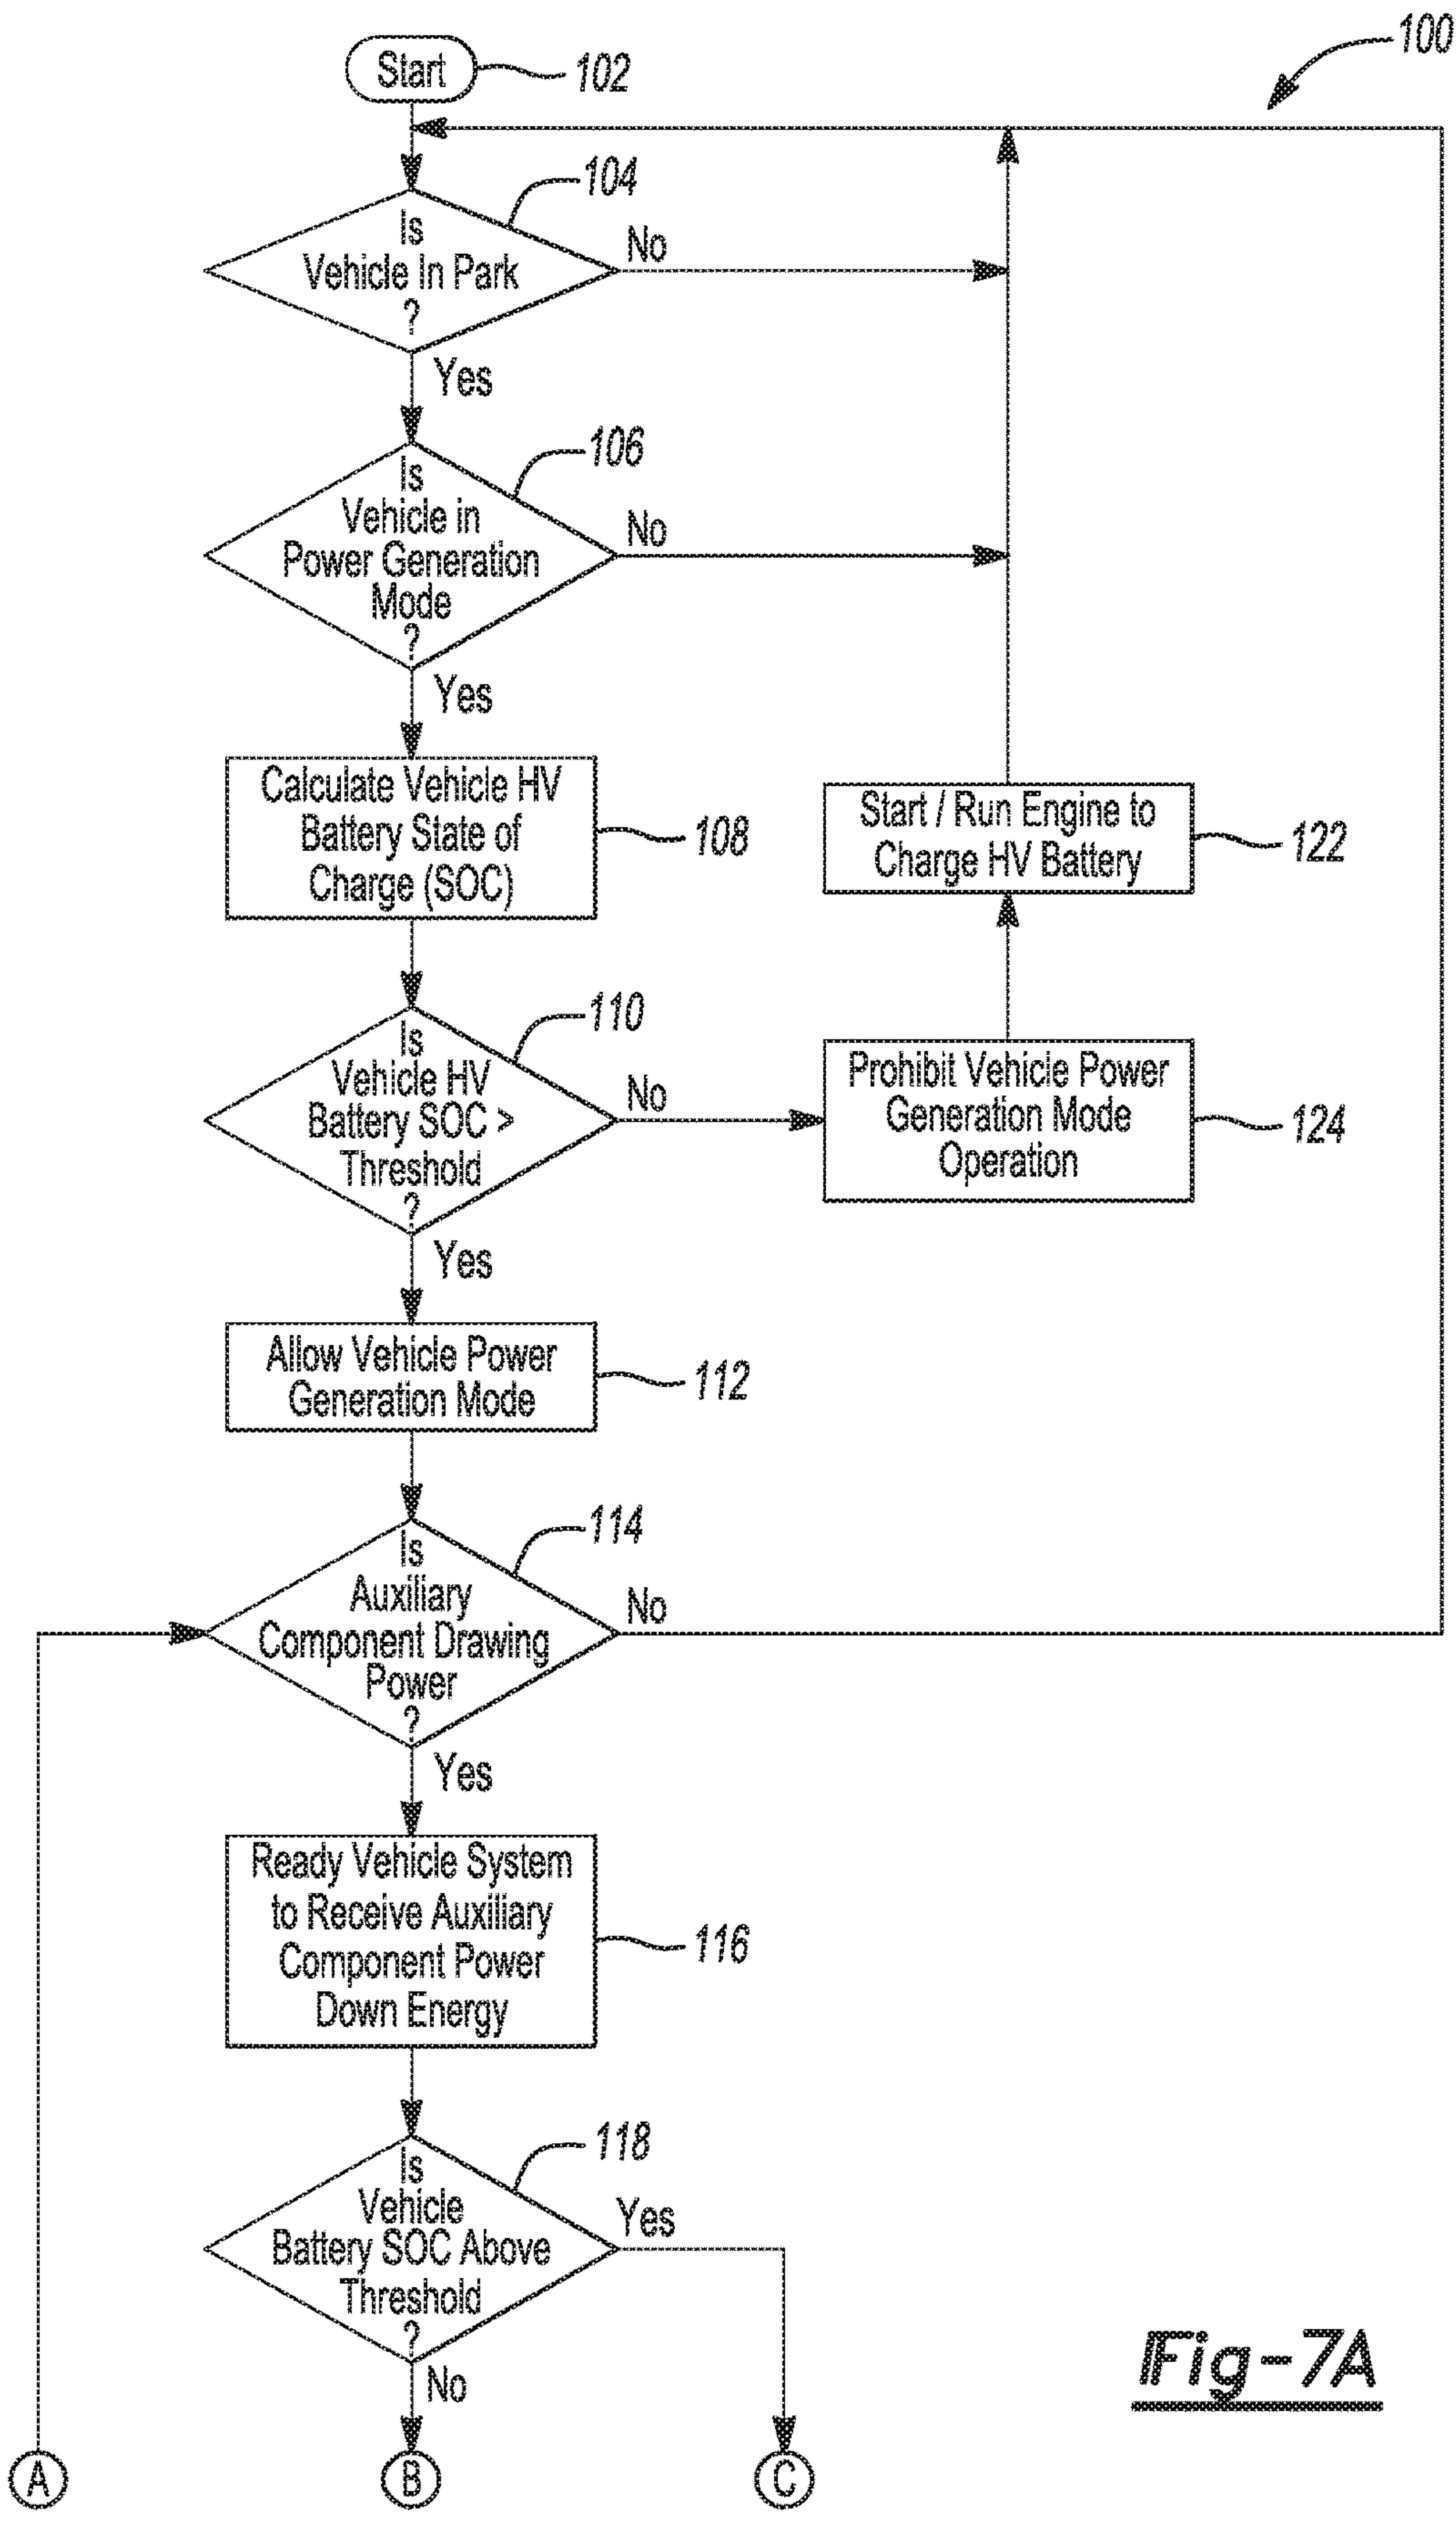 100
Start
102
104
Is
Vehicle In Park
?
No
Yes
106
Is
Vehicle in
Power Generation
Mode
?
No
Yes
Calculate Vehicle HV
Battery State of
Charge (SOC)
108
Start / Run Engine to
Charge HV Battery
122
110
Is
Vehicle HV
Battery SOC >
Threshold
?
No
Yes
Prohibit Vehicle Power
Generation Mode
Operation
124
Allow Vehicle Power
Generation Mode
112
114
Is
Auxiliary
Component Drawing
Power
?
No
Yes
Ready Vehicle System
to Receive Auxiliary
Component Power
Down Energy
116
118
Is
Vehicle
Battery SOC Above
Threshold
?
Yes
No
A
B
C
Fig-7A